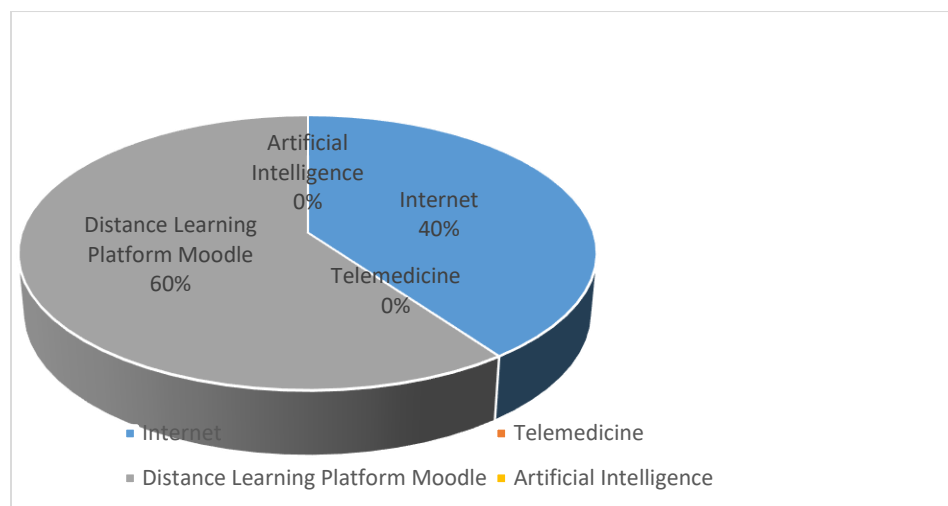 Artificial
Intelligence
0%
Internet
40%
Distance Learning
Platform Moodle
60%
Telemedicine
0%
Internet
Telemedicine
Distance Learning Platform Moodle
Artificial Intelligence